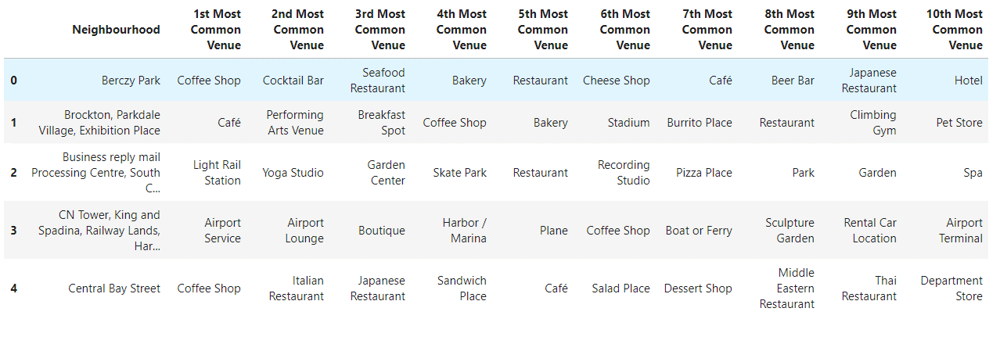 Neighbourhood 1st Most Common Venue 2nd Most Common Venue 3rd Most Common Venue 4th Most Common Venue 5th Most Common Venue 6th Most Common Venue 7th Most Common Venue 8th Most Common Venue 9th Most Common Venue 10th Most Common Venue
0 Berczy Park Coffee Shop Cocktail Bar Seafood Restaurant Bakery Restaurant Cheese Shop Café Beer Bar Japanese Restaurant Hotel
1 Brockton, Parkdale Village, Exhibition Place Café Performing Arts Venue Breakfast Spot Coffee Shop Bakery Stadium Burrito Place Restaurant Climbing Gym Pet Store
2 Business reply mail Processing Centre, South C... Light Rail Station Yoga Studio Garden Center Skate Park Restaurant Recording Studio Pizza Place Park Garden Spa
3 CN Tower, King and Spadina, Railway Lands, Har... Airport Service Airport Lounge Boutique Harbor / Marina Plane Coffee Shop Boat or Ferry Sculpture Garden Rental Car Location Airport Terminal
4 Central Bay Street Coffee Shop Italian Restaurant Japanese Restaurant Sandwich Place Café Salad Place Dessert Shop Middle Eastern Restaurant Thai Restaurant Department Store